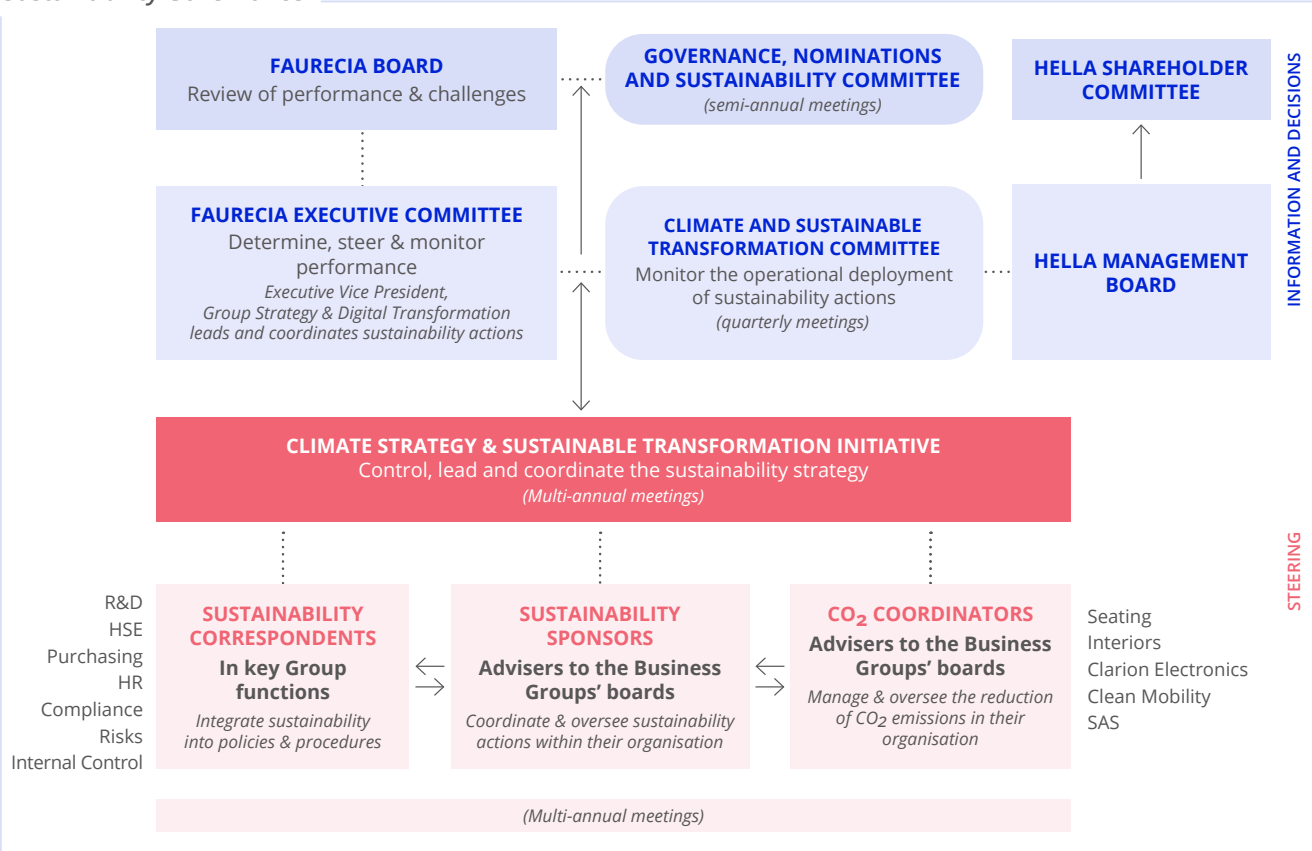 FAURECIA BOARD
Review of performance & challenges
GOVERNANCE, NOMINATIONS
AND SUSTAINABILITY COMMITTEE
(semi-annual meetings)
HELLA SHAREHOLDER
COMMITTEE
INFORMATION AND DECISIONS
FAURECIA EXECUTIVE COMMITTEE
Determine, steer & monitor
performance
Executive Vice President,
Group Strategy & Digital Transformation
leads and coordinates sustainability actions
CLIMATE AND SUSTAINABLE
TRANSFORMATION COMMITTEE
Monitor the operational deployment
of sustainability actions
(quarterly meetings)
HELLA MANAGEMENT
BOARD
CLIMATE STRATEGY & SUSTAINABLE TRANSFORMATION INITIATIVE
Control, lead and coordinate the sustainability strategy
(Multi-annual meetings)
STEERING
R&D
HSE
Purchasing
HR
Compliance
Risks
Internal Control
SUSTAINABILITY
CORRESPONDENTS
In key Group
functions
Integrate sustainability
into policies & procedures
SUSTAINABILITY
SPONSORS
Advisers to the Business
Groups' boards
Coordinate & oversee sustainability
actions within their organisation
CO₂ COORDINATORS
Advisers to the Business
Groups' boards
Manage & oversee the reduction
of CO₂ emissions in their
organisation
Seating
Interiors
Clarion Electronics
Clean Mobility
SAS
(Multi-annual meetings)